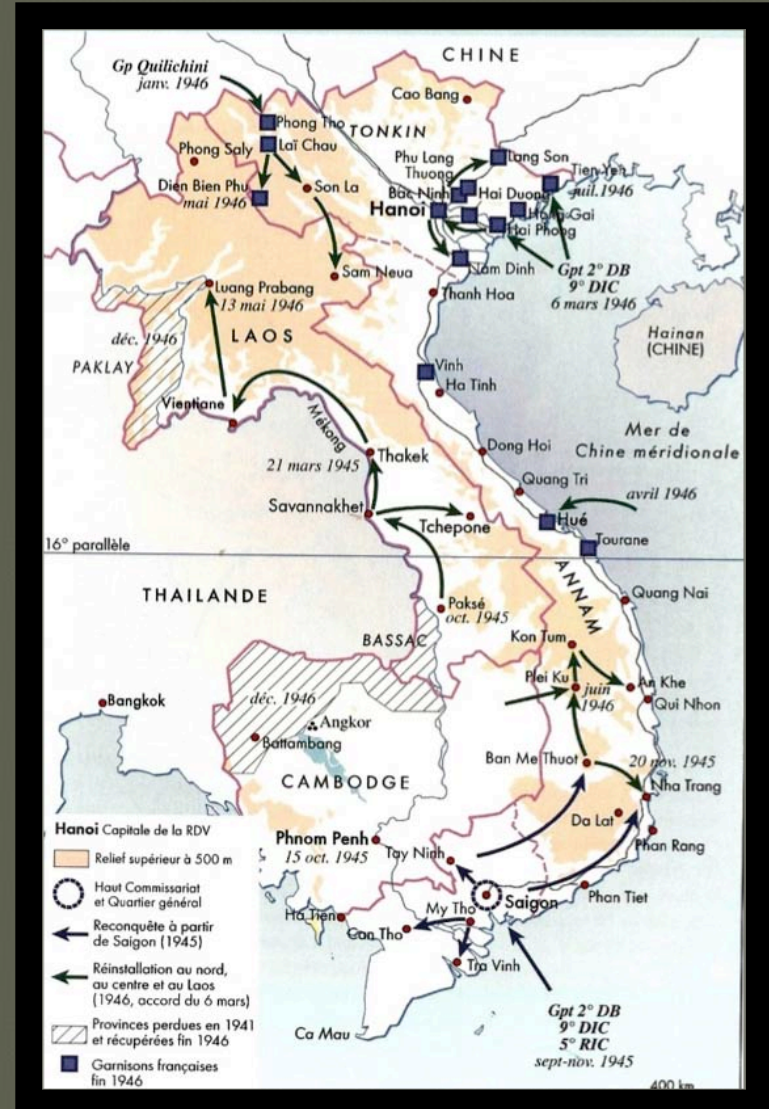 CHINE
Gp Quilichini
janv. 1946
Cao Bang
Phong Tho
TONKIN
Phong Saly
Laï Chau
Phu Lang
Thuong
Lang Son
Tien Yen
juil.1946
Dien Bien Phu
mai 1946
Son La
Bac Ninh
Hai Duong
Hanoi
Hong Gai
Hai Phong
Sam Neua
Nam Dinh
Gpt 2° DB
9° DIC
6 mars 1946
Luang Prabang
13 mai 1946
Thanh Hoa
déc. 1946
LAOS
Hainan
(CHINE)
PAKLAY
Vinh
Ha Tinh
Vientiane
Mékong
Mer de
Chine méridionale
Thakek
21 mars 1945
Dong Hoi
Quang Tri
avril 1946
Savannakhet
Tchepone
Hué
16° parallèle
Tourane
THAILANDE
ANNAM
Paksé
oct. 1945
Quang Nai
BASSAC
Kon Tum
Plei Ku
juin
1946
An Khe
Qui Nhon
Bangkok
déc. 1946
Angkor
Battambang
Ban Me Thuot
20 nov. 1945
Nha Trang
CAMBODGE
Da Lat
Phan Rang
Phnom Penh
15 oct. 1945
Tay Ninh
Phan Tiet
Saigon
Ha Tien
My Tho
Can Tho
Tra Vinh
Ca Mau
Gpt 2° DB
9° DIC
5° RIC
sept-nov. 1945
400 km
Hanoi Capitale de la RDV
Relief supérieur à 500 m
Haut Commissariat
et Quartier général
Reconquête à partir
de Saigon (1945)
Réinstallation au nord,
au centre et au Laos
(1946, accord du 6 mars)
Provinces perdues en 1941
et récupérées fin 1946
Garnisons françaises
fin 1946